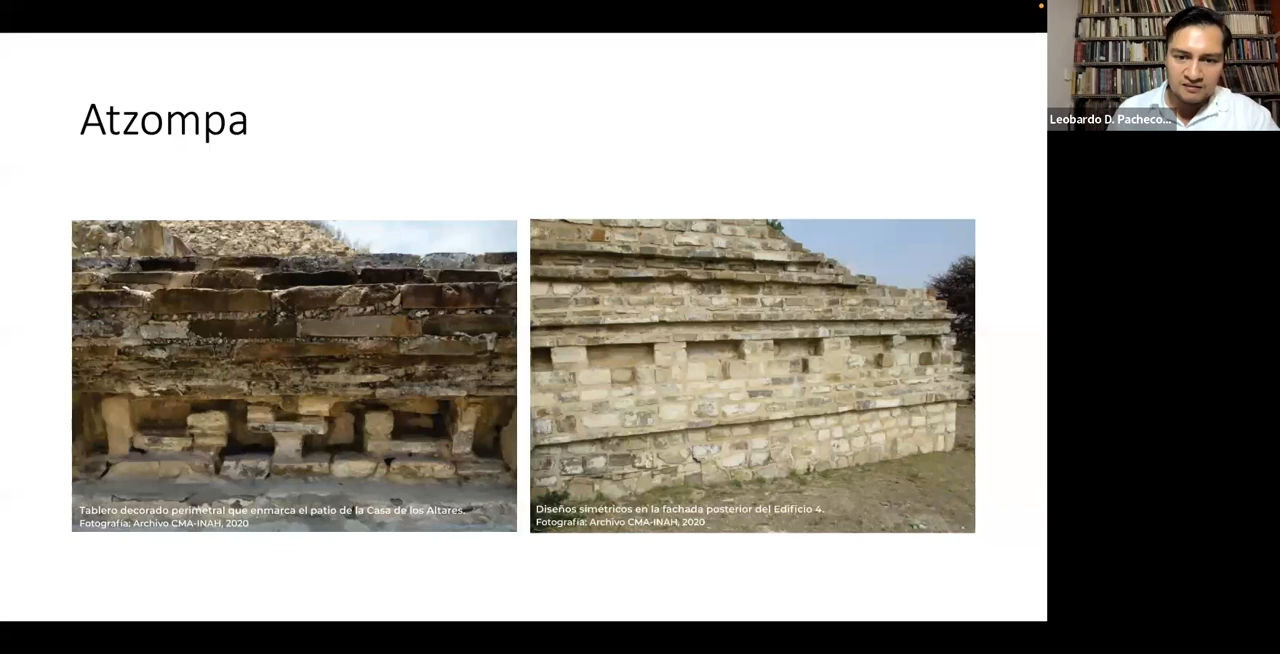 Atzompa
Tablero decorado perimetral que enmarca el patio de la Casa de los Altares.
Fotografía: Archivo CMA-INAH, 2020
Diseños simétricos en la fachada posterior del Edificio 4.
Fotografía: Archivo CMA-INAH, 2020
Leobardo D. Pacheco...